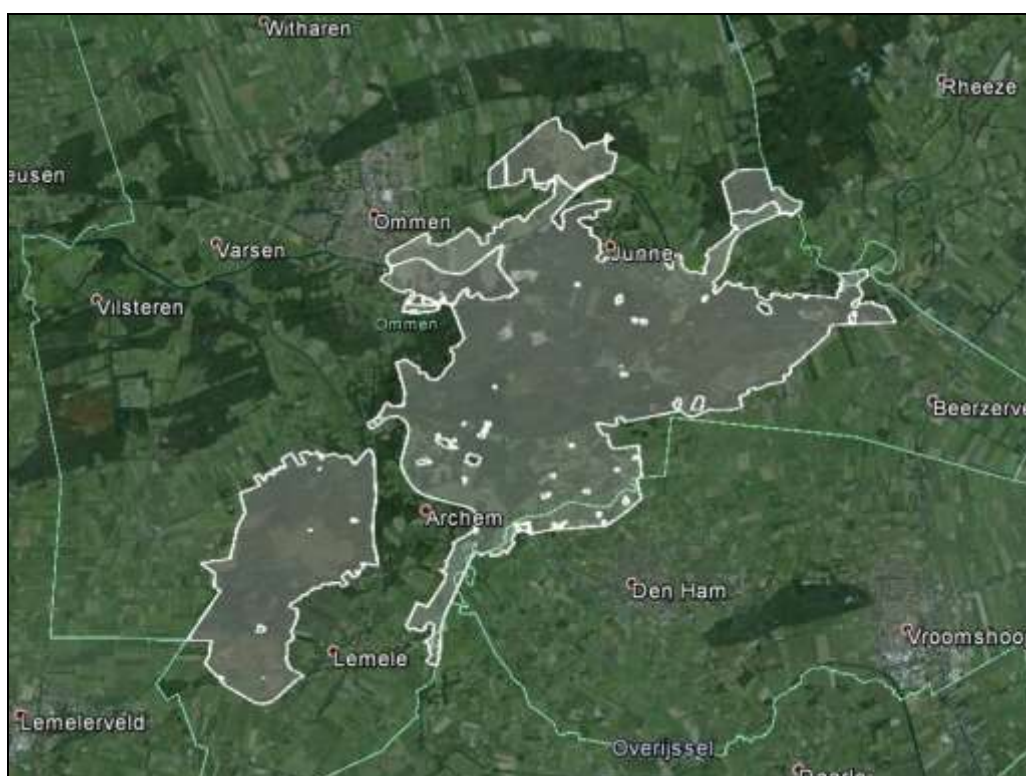 Witharen
Rheeze
eusen
Ommen
Varsen
Junne
Vilsteren
Ommen
Beerzerve
Archem
Den Ham
Vroomshoo
Lemele
Lemelerveld
Overijssel